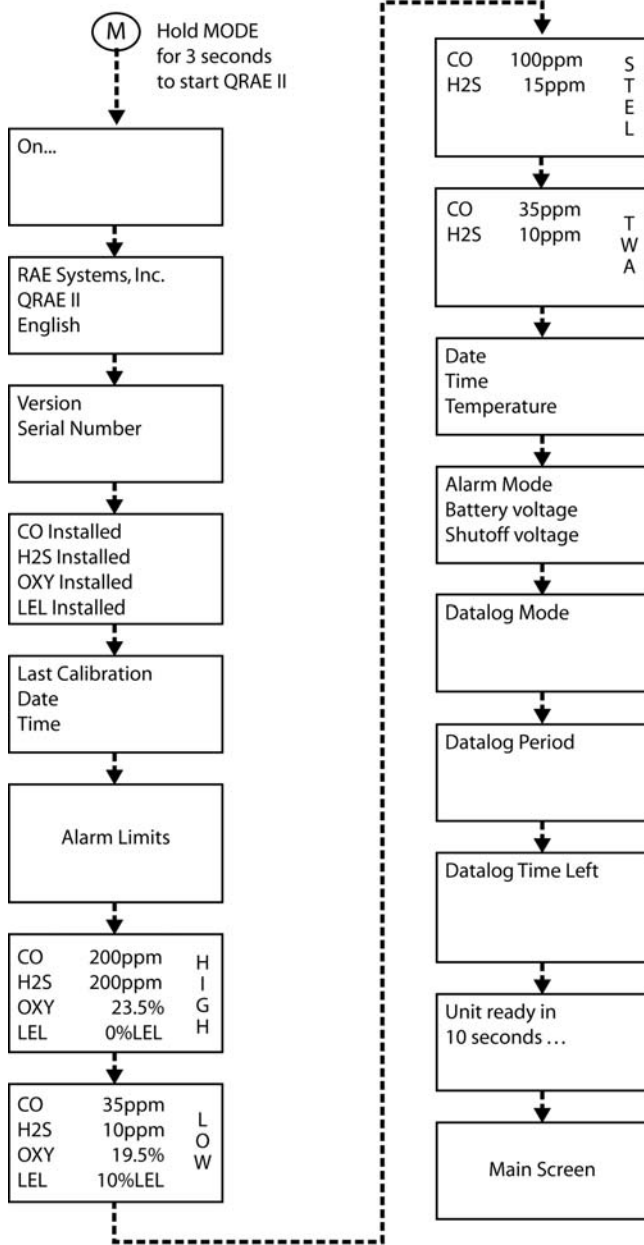 M
Hold MODE
for 3 seconds
to start QRAE II
On...
RAE Systems, Inc.
QRAE II
English
Version
Serial Number
CO Installed
H2S Installed
OXY Installed
LEL Installed
Last Calibration
Date
Time
Alarm Limits
CO 200ppm
H2S 200ppm
OXY 23.5%
LEL 0%LEL
HIGH
CO 35ppm
H2S 10ppm
OXY 19.5%
LEL 10%LEL
LOW
CO 100ppm
H2S 15ppm
STEL
CO 35ppm
H2S 10ppm
TWA
Date
Time
Temperature
Alarm Mode
Battery voltage
Shutoff voltage
Datalog Mode
Datalog Period
Datalog Time Left
Unit ready in
10 seconds ...
Main Screen